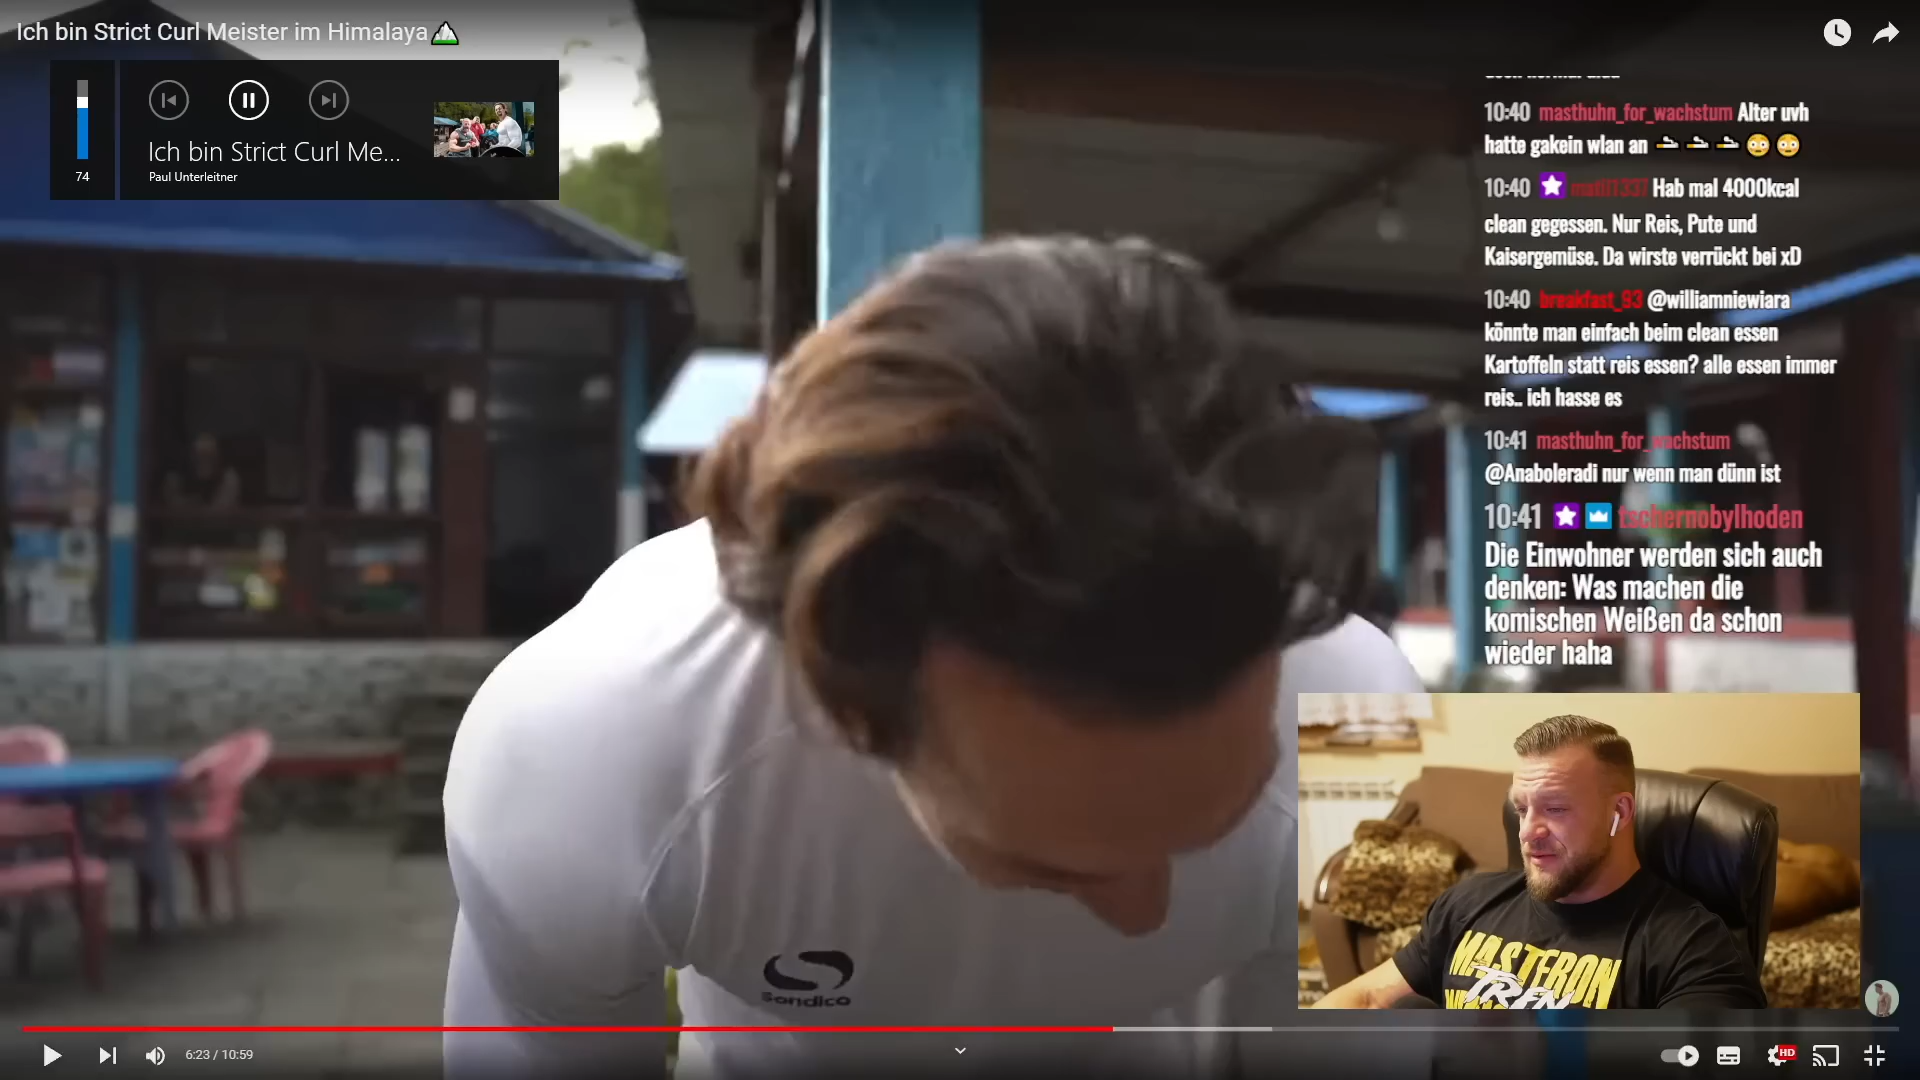 Ich bin Strict Curl Meister im Himalaya
Ich bin Strict Curl Me...
Paul Unterleitner
74
10:40 masthuhn_for_wachstum Alter uvh
hatte gakein wlan an
10:40 matil1337 Hab mal 4000kcal
clean gegessen. Nur Reis, Pute und
Kaisergemüse. Da wirste verrückt bei xD
10:40 breakfast_93 @williamniewiara
könnte man einfach beim clean essen
Kartoffeln statt reis essen? alle essen immer
reis.. ich hasse es
10:41 masthuhn_for_wachstum
@Anaboleradi nur wenn man dünn ist
10:41 tschernobylhoden
Die Einwohner werden sich auch
denken: Was machen die
komischen Weißen da schon
wieder haha
Sondico
MASTERON
TREN
6:23 / 10:59
HD